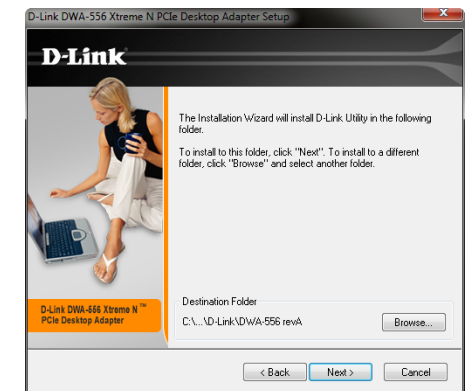 D-Link DWA-556 Xtreme N PCIe Desktop Adapter Setup
D-Link
The Installation Wizard will install D-Link Utility in the following
folder.
To install to this folder, click "Next". To install to a different
folder, click "Browse" and select another folder.
D-Link DWA-556 Xtreme N™
PCIe Desktop Adapter
Destination Folder
C:\...\D-Link\DWA-556 revA
Browse...
< Back
Next >
Cancel